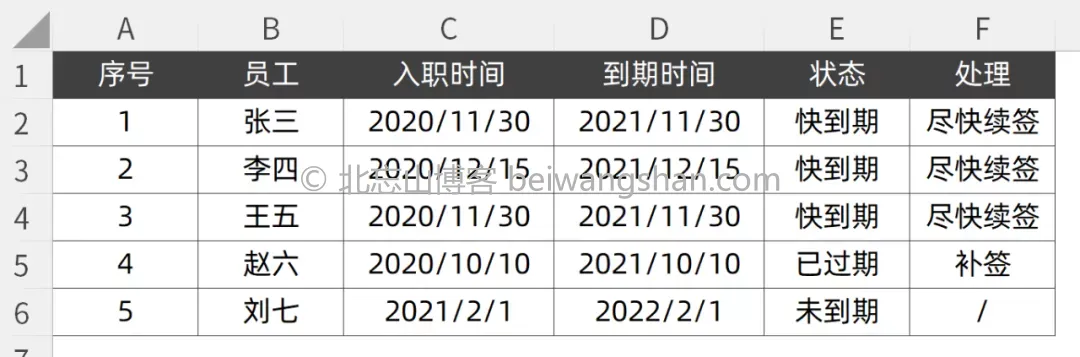 A B C D E F
1 序号 员工 入职时间 到期时间 状态 处理
2 1 张三 2020/11/30 2021/11/30 快到期 尽快续签
3 2 李四 2020/12/15 2021/12/15 快到期 尽快续签
© 北忘山博客 beiwangshan.com
4 3 王五 2020/11/30 2021/11/30 快到期 尽快续签
5 4 赵六 2020/10/10 2021/10/10 已过期 补签
6 5 刘七 2021/2/1 2022/2/1 未到期 /
7